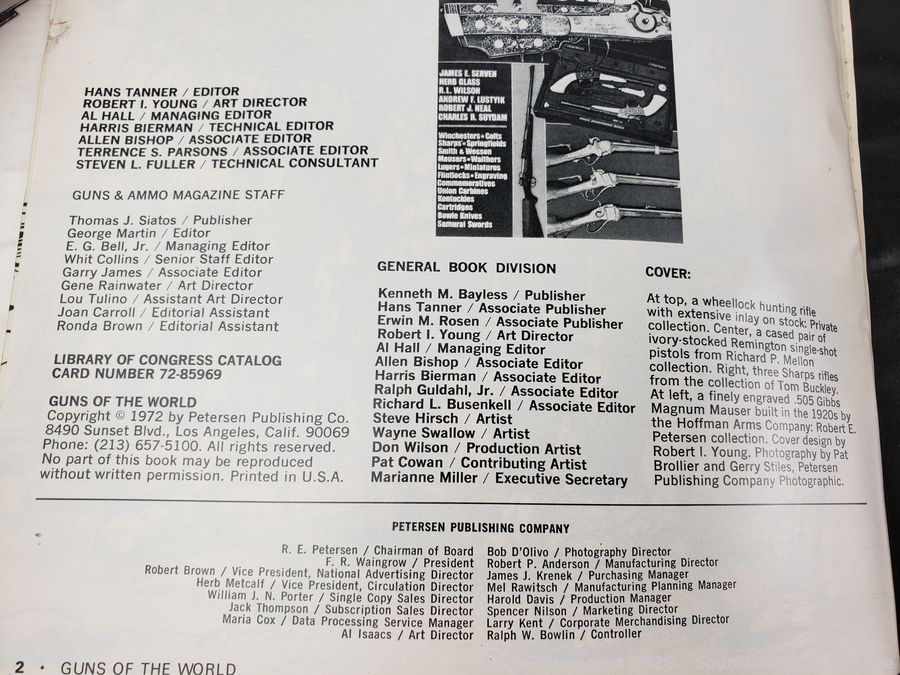 HANS TANNER / EDITOR
ROBERT I. YOUNG / ART DIRECTOR
AL HALL / MANAGING EDITOR
HARRIS BIERMAN / TECHNICAL EDITOR
ALLEN BISHOP / ASSOCIATE EDITOR
TERRENCE S. PARSONS / ASSOCIATE EDITOR
STEVEN L. FULLER / TECHNICAL CONSULTANT
GUNS & AMMO MAGAZINE STAFF
Thomas J. Siatos / Publisher
George Martin / Editor
E. G. Bell, Jr. / Managing Editor
Whit Collins / Senior Staff Editor
Garry James / Associate Editor
Gene Rainwater / Art Director
Lou Tulino / Assistant Art Director
Joan Carroll / Editorial Assistant
Ronda Brown / Editorial Assistant
LIBRARY OF CONGRESS CATALOG
CARD NUMBER 72-85969
GUNS OF THE WORLD
Copyright © 1972 by Petersen Publishing Co.
8490 Sunset Blvd., Los Angeles, Calif. 90069
Phone: (213) 657-5100. All rights reserved.
No part of this book may be reproduced
without written permission. Printed in U.S.A.
JAMES E. SERVEN
HERB GLASS
R.L. WILSON
ANDREW F. LUSTYIK
ROBERT J. NEAL
CHARLES R. SUYDAM
Winchesters • Colts
Sharps • Springfields
Smith & Wesson
Mausers • Walthers
Lugers • Miniatures
Flintlocks • Engraving
Commemoratives
Union Carbines
Kentuckies
Cartridges
Bowie Knives
Samurai Swords
GENERAL BOOK DIVISION
Kenneth M. Bayless / Publisher
Hans Tanner / Associate Publisher
Erwin M. Rosen / Associate Publisher
Robert I. Young / Art Director
Al Hall / Managing Editor
Allen Bishop / Associate Editor
Harris Bierman / Associate Editor
Ralph Guldahl, Jr. / Associate Editor
Richard L. Busenkell / Associate Editor
Steve Hirsch / Artist
Wayne Swallow / Artist
Don Wilson / Production Artist
Pat Cowan / Contributing Artist
Marianne Miller / Executive Secretary
COVER:
At top, a wheellock hunting rifle
with extensive inlay on stock: Private
collection. Center, a cased pair of
ivory-stocked Remington single-shot
pistols from Richard P. Mellon
collection. Right, three Sharps rifles
from the collection of Tom Buckley.
At left, a finely engraved .505 Gibbs
Magnum Mauser built in the 1920s by
the Hoffman Arms Company: Robert E.
Petersen collection. Cover design by
Robert I. Young. Photography by Pat
Brollier and Gerry Stiles, Petersen
Publishing Company Photographic.
PETERSEN PUBLISHING COMPANY
R. E. Petersen / Chairman of Board
F. R. Waingrow / President
Robert Brown / Vice President, National Advertising Director
Herb Metcalf / Vice President, Circulation Director
William J. N. Porter / Single Copy Sales Director
Jack Thompson / Subscription Sales Director
Maria Cox / Data Processing Service Manager
Al Isaacs / Art Director
Bob D'Olivo / Photography Director
Robert P. Anderson / Manufacturing Director
James J. Krenek / Purchasing Manager
Mel Rawitsch / Manufacturing Planning Manager
Harold Davis / Production Manager
Spencer Nilson / Marketing Director
Larry Kent / Corporate Merchandising Director
Ralph W. Bowlin / Controller
2 • GUNS OF THE WORLD